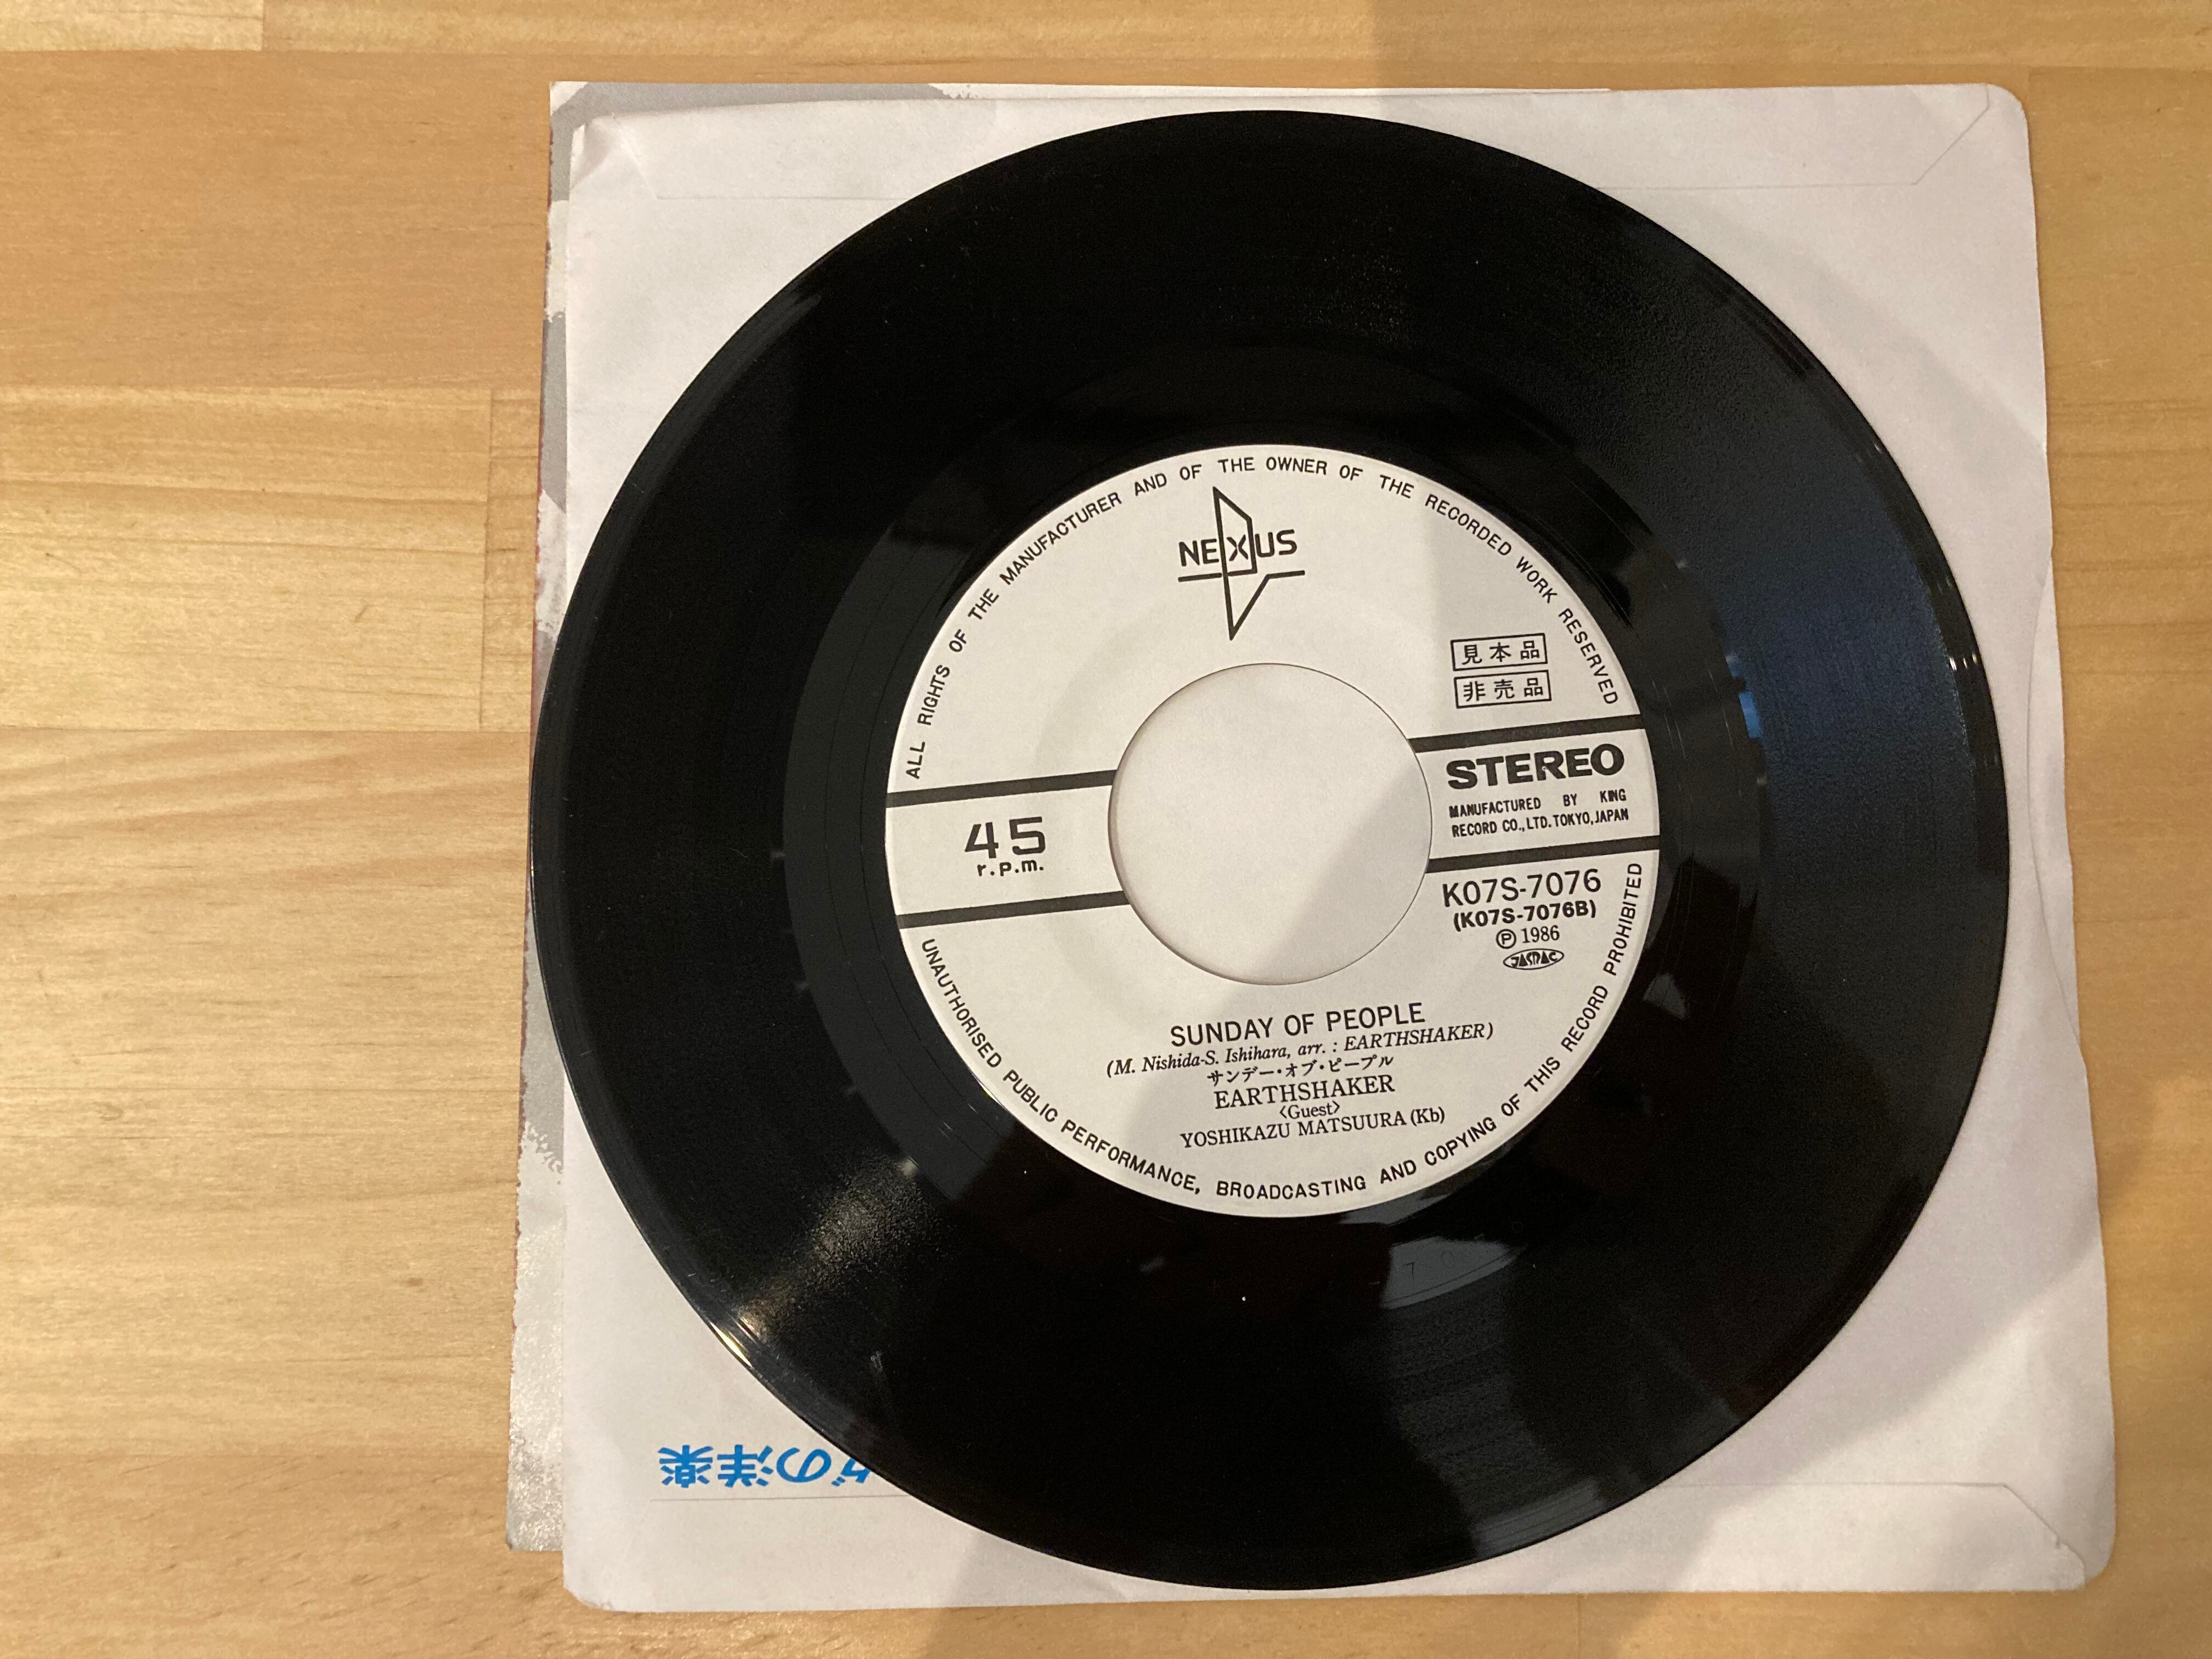 ALL RIGHTS OF THE MANUFACTURER AND OF THE OWNER OF THE RECORDED WORK RESERVED
NEXUS
見本品
非売品
STEREO
MANUFACTURED BY KING
RECORD CO., LTD. TOKYO, JAPAN
45
r.p.m.
K07S-7076
(K07S-7076B)
Ⓟ 1986
JASRAC
SUNDAY OF PEOPLE
(M. Nishida-S. Ishihara, arr. : EARTHSHAKER)
サンデー・オブ・ピープル
EARTHSHAKER
〈Guest〉
YOSHIKAZU MATSUURA (Kb)
UNAUTHORISED PUBLIC PERFORMANCE, BROADCASTING AND COPYING OF THIS RECORD PROHIBITED
の洋楽